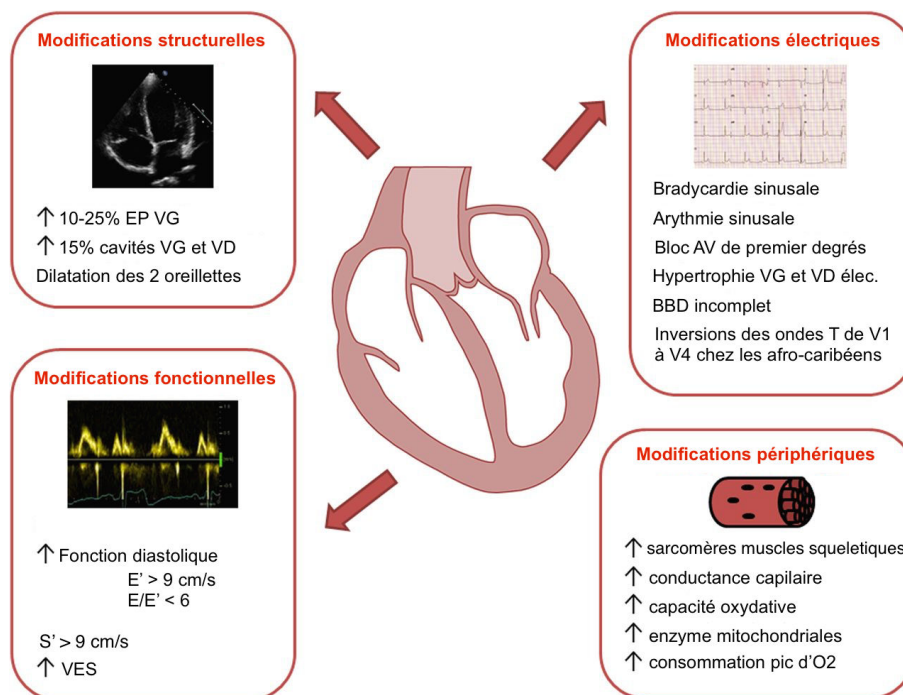 Modifications structurelles
↑ 10-25% EP VG
↑ 15% cavités VG et VD
Dilatation des 2 oreillettes
Modifications électriques
Bradycardie sinusale
Arythmie sinusale
Bloc AV de premier degrés
Hypertrophie VG et VD élec.
BBD incomplet
Inversions des ondes T de V1
à V4 chez les afro-caribéens
Modifications fonctionnelles
↑ Fonction diastolique
E' > 9 cm/s
E/E' < 6
S' > 9 cm/s
↑ VES
Modifications périphériques
↑ sarcomères muscles squeletiques
↑ conductance capilaire
↑ capacité oxydative
↑ enzyme mitochondriales
↑ consommation pic d'O2